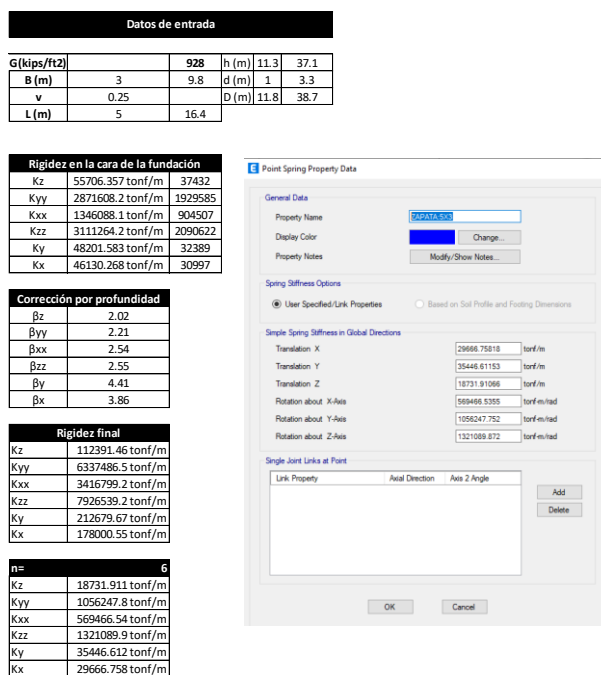 Datos de entrada
G(kips/ft2) 928 h (m) 11.3 37.1
B (m) 3 9.8 d (m) 1 3.3
v 0.25 D (m) 11.8 38.7
L (m) 5 16.4
Rigidez en la cara de la fundación
Kz 55706.357 tonf/m 37432
Kyy 2871608.2 tonf/m 1929585
Kxx 1346088.1 tonf/m 904507
Kzz 3111264.2 tonf/m 2090622
Ky 48201.583 tonf/m 32389
Kx 46130.268 tonf/m 30997
Corrección por profundidad
βz 2.02
βyy 2.21
βxx 2.54
βzz 2.55
βy 4.41
βx 3.86
Rigidez final
Kz 112391.46 tonf/m
Kyy 6337486.5 tonf/m
Kxx 3416799.2 tonf/m
Kzz 7926539.2 tonf/m
Ky 212679.67 tonf/m
Kx 178000.55 tonf/m
n= 6
Kz 18731.911 tonf/m
Kyy 1056247.8 tonf/m
Kxx 569466.54 tonf/m
Kzz 1321089.9 tonf/m
Ky 35446.612 tonf/m
Kx 29666.758 tonf/m
E Point Spring Property Data
General Data
Property Name ZAPATA:5X3
Display Color Change...
Property Notes Modify/Show Notes...
Spring Stiffness Options
User Specified/Link Properties Based on Soil Profile and Footing Dimensions
Simple Spring Stiffness in Global Directions
Translation X 29666.75818 tonf/m
Translation Y 35446.61153 tonf/m
Translation Z 18731.91066 tonf/m
Rotation about X-Axis 569466.5355 tonf-m/rad
Rotation about Y-Axis 1056247.752 tonf-m/rad
Rotation about Z-Axis 1321089.872 tonf-m/rad
Single Joint Links at Point
Link Property Axial Direction Axis 2 Angle
Add
Delete
OK Cancel